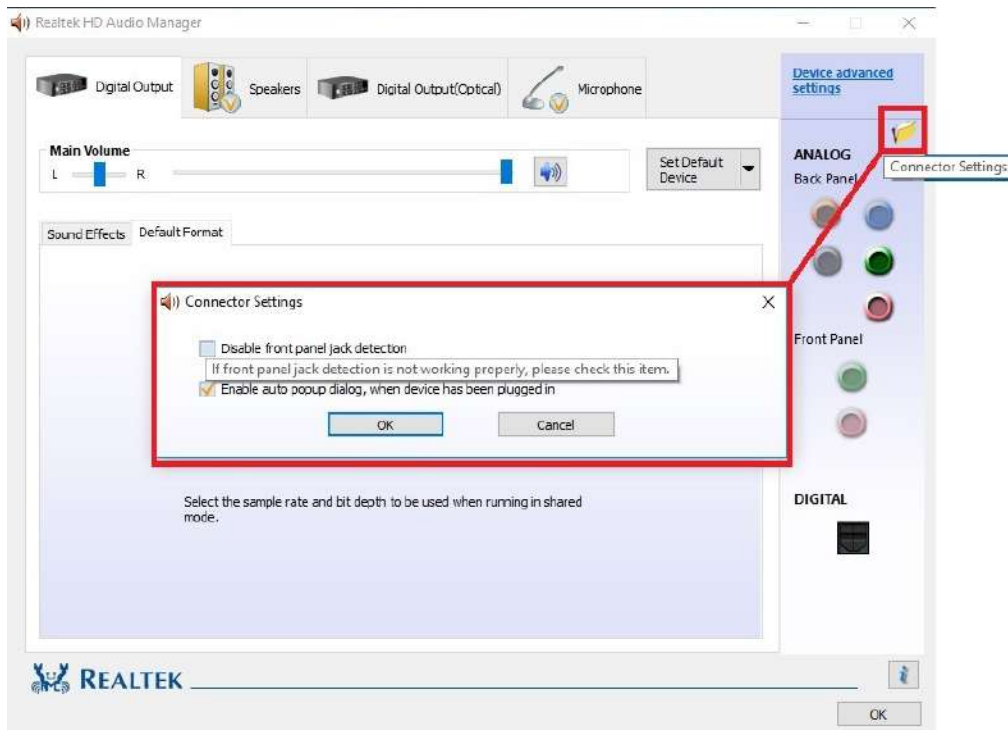 Realtek HD Audio Manager
Digital Output
Speakers
Digital Output(Optical)
Microphone
Device advanced
settings
Main Volume
L
R
Set Default
Device
ANALOG
Connector Settings
Back Panel
Sound Effects
Default Format
Connector Settings
Disable front panel jack detection
If front panel jack detection is not working properly, please check this item.
Enable auto popup dialog, when device has been plugged in
OK
Cancel
Front Panel
Select the sample rate and bit depth to be used when running in shared
mode.
DIGITAL
REALTEK
i
OK